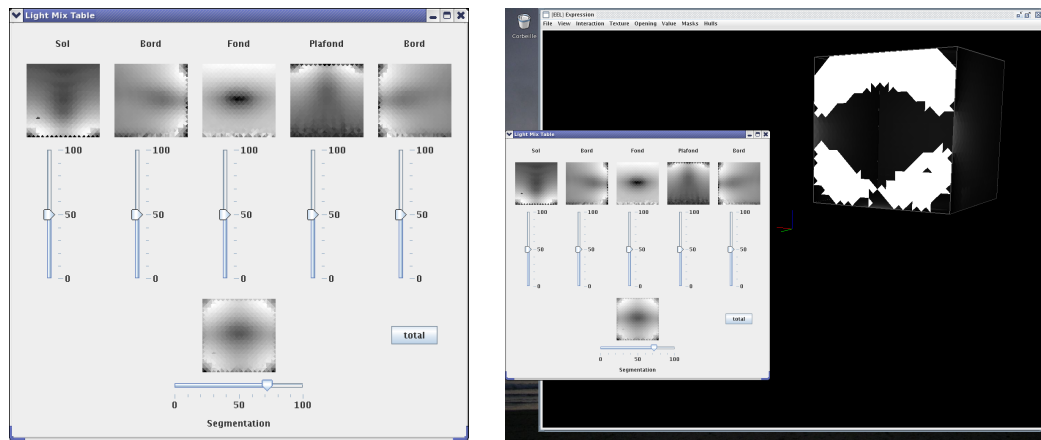 Light Mix Table
Sol Bord Fond Plafond Bord
100 100 100 100 100
50 50 50 50 50
0 0 0 0 0
total
0 50 100
Segmentation
Corbeille
[EEL] Expression
File View Interaction Texture Opening Value Masks Hulls
Light Mix Table
Sol Bord Fond Plafond Bord
100 100 100 100 100
50 50 50 50 50
0 0 0 0 0
total
0 50 100
Segmentation